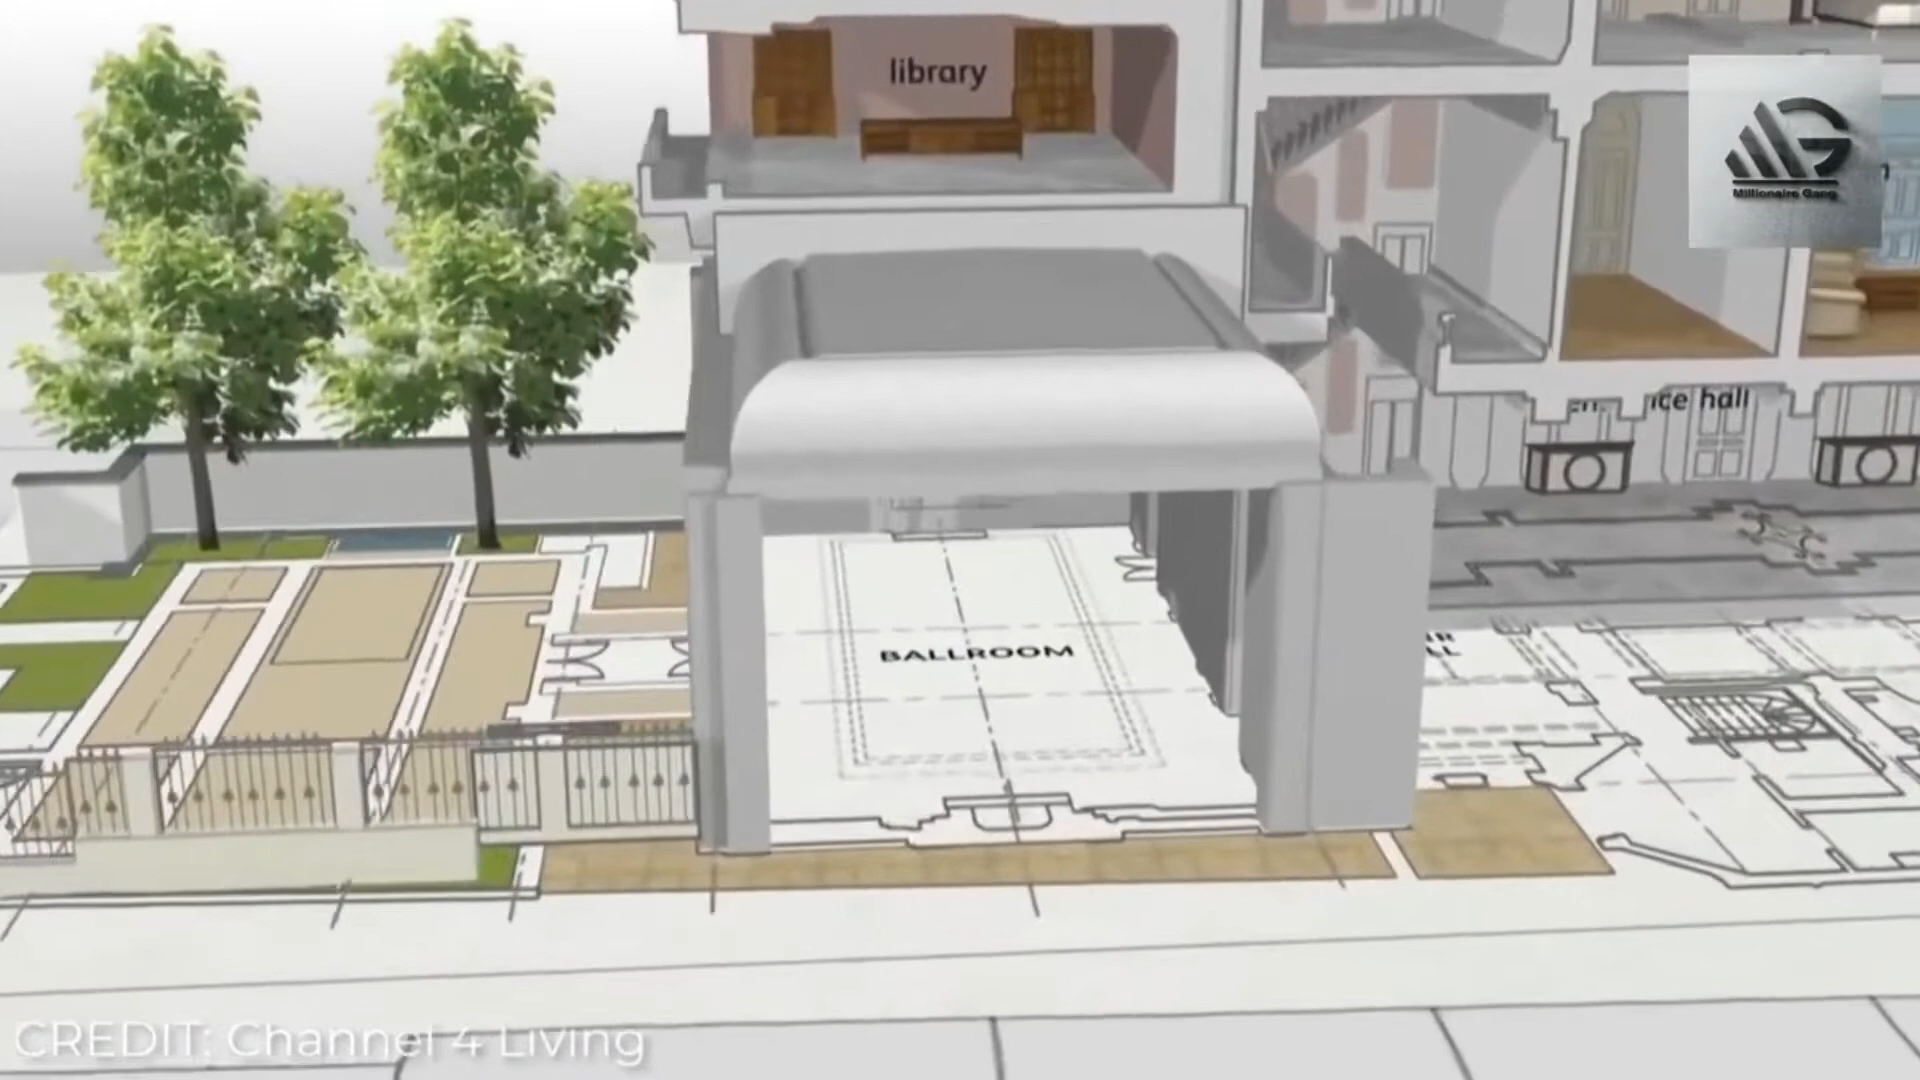 library
Millionaire Gang
ice hall
BALLROOM
CREDIT: Channel 4 Living